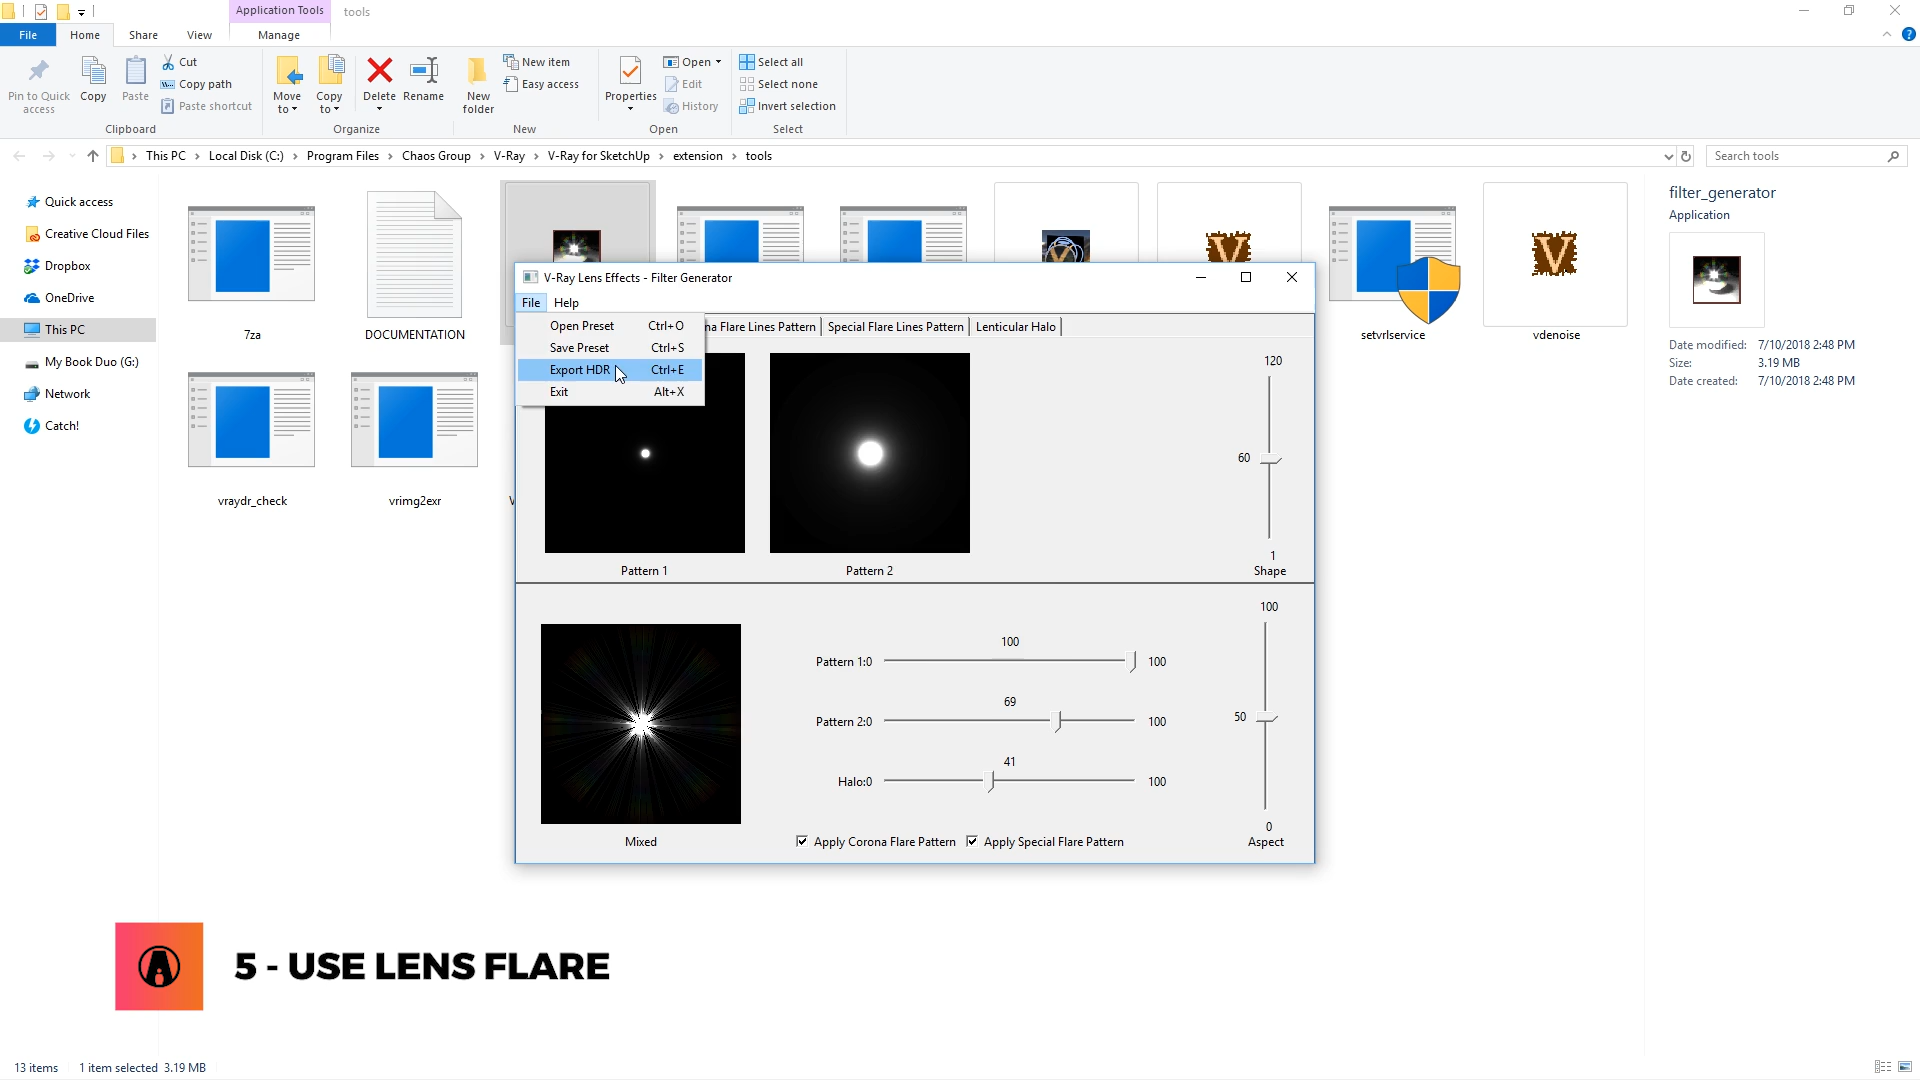 Application Tools
tools
File
Home
Share
View
Manage
Pin to Quick access
Copy
Paste
Cut
Copy path
Paste shortcut
Clipboard
Move to
Copy to
Delete
Rename
Organize
New folder
New item
Easy access
New
Properties
Open
Edit
History
Open
Select all
Select none
Invert selection
Select
This PC
Local Disk (C:)
Program Files
Chaos Group
V-Ray
V-Ray for SketchUp
extension
tools
Search tools
Quick access
Creative Cloud Files
Dropbox
OneDrive
This PC
My Book Duo (G:)
Network
Catch!
7za
DOCUMENTATION
setvrlservice
vdenoise
vraydr_check
vrimg2exr
filter_generator
Application
Date modified: 7/10/2018 2:48 PM
Size: 3.19 MB
Date created: 7/10/2018 2:48 PM
V-Ray Lens Effects - Filter Generator
File
Help
Open Preset Ctrl+O
Save Preset Ctrl+S
Export HDR Ctrl+E
Exit Alt+X
na Flare Lines Pattern
Special Flare Lines Pattern
Lenticular Halo
120
60
1
Shape
Pattern 1
Pattern 2
100
50
0
Aspect
100
Pattern 1:0 100
69
Pattern 2:0 100
41
Halo:0 100
Mixed
Apply Corona Flare Pattern
Apply Special Flare Pattern
5 - USE LENS FLARE
13 items
1 item selected 3.19 MB